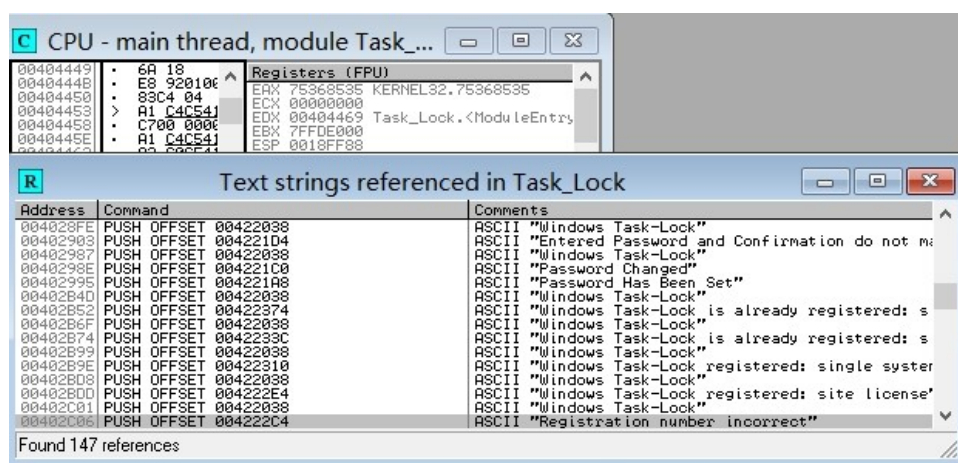 CPU - main thread, module Task_...
00404449 . 6A 18
0040444B . E8 920100
00404450 . 83C4 04
00404453 > A1 C4C541
00404458 . C700 0000
0040445E . A1 C4C541
Registers (FPU)
EAX 75368535 KERNEL32.75368535
ECX 00000000
EDX 00404469 Task_Lock.<ModuleEntry
EBX 7FFDE000
ESP 0018FF88
Text strings referenced in Task_Lock
Address Command Comments
004028FE PUSH OFFSET 00422038 ASCII "Windows Task-Lock"
00402903 PUSH OFFSET 004221D4 ASCII "Entered Password and Confirmation do not ma
00402987 PUSH OFFSET 00422038 ASCII "Windows Task-Lock"
0040298E PUSH OFFSET 004221C0 ASCII "Password Changed"
00402995 PUSH OFFSET 004221A8 ASCII "Password Has Been Set"
00402B4D PUSH OFFSET 00422038 ASCII "Windows Task-Lock"
00402B52 PUSH OFFSET 00422374 ASCII "Windows Task-Lock is already registered: s
00402B6F PUSH OFFSET 00422038 ASCII "Windows Task-Lock"
00402B74 PUSH OFFSET 0042233C ASCII "Windows Task-Lock is already registered: s
00402B99 PUSH OFFSET 00422038 ASCII "Windows Task-Lock"
00402B9E PUSH OFFSET 00422310 ASCII "Windows Task-Lock registered: single system
00402BD8 PUSH OFFSET 00422038 ASCII "Windows Task-Lock"
00402BDD PUSH OFFSET 004222E4 ASCII "Windows Task-Lock registered: site license"
00402C01 PUSH OFFSET 00422038 ASCII "Windows Task-Lock"
00402C06 PUSH OFFSET 004222C4 ASCII "Registration number incorrect"
Found 147 references